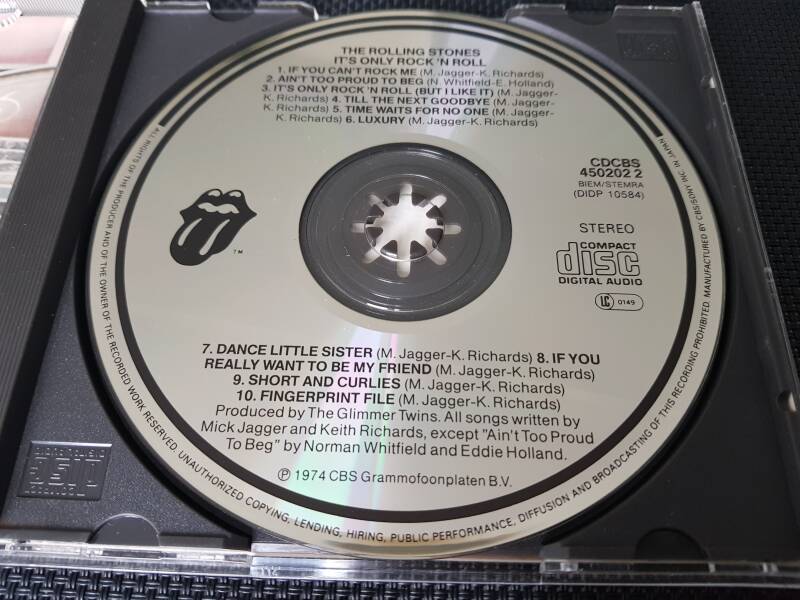 THE ROLLING STONES
IT'S ONLY ROCK 'N ROLL
1. IF YOU CAN'T ROCK ME (M. Jagger-K. Richards)
2. AIN'T TOO PROUD TO BEG (N. Whitfield-E. Holland)
3. IT'S ONLY ROCK 'N ROLL (BUT I LIKE IT) (M. Jagger-
K. Richards) 4. TILL THE NEXT GOODBYE (M. Jagger-
K. Richards) 5. TIME WAITS FOR NO ONE (M. Jagger-
K. Richards) 6. LUXURY (M. Jagger-K. Richards)
CDCBS
450202 2
BIEM/STEMRA
(DIDP 10584)
STEREO
COMPACT
disc
DIGITAL AUDIO
LC 0149
TM
7. DANCE LITTLE SISTER (M. Jagger-K. Richards) 8. IF YOU
REALLY WANT TO BE MY FRIEND (M. Jagger-K. Richards)
9. SHORT AND CURLIES (M. Jagger-K. Richards)
10. FINGERPRINT FILE (M. Jagger-K. Richards)
Produced by The Glimmer Twins. All songs written by
Mick Jagger and Keith Richards, except "Ain't Too Proud
To Beg" by Norman Whitfield and Eddie Holland.
℗ 1974 CBS Grammofoonplaten B.V.
ALL RIGHTS OF THE PRODUCER AND OF THE OWNER OF THE RECORDED WORK RESERVED. UNAUTHORIZED COPYING, LENDING, HIRING, PUBLIC PERFORMANCE, DIFFUSION AND BROADCASTING OF THIS RECORDING PROHIBITED. MANUFACTURED BY CBS/SONY INC. IN JAPAN